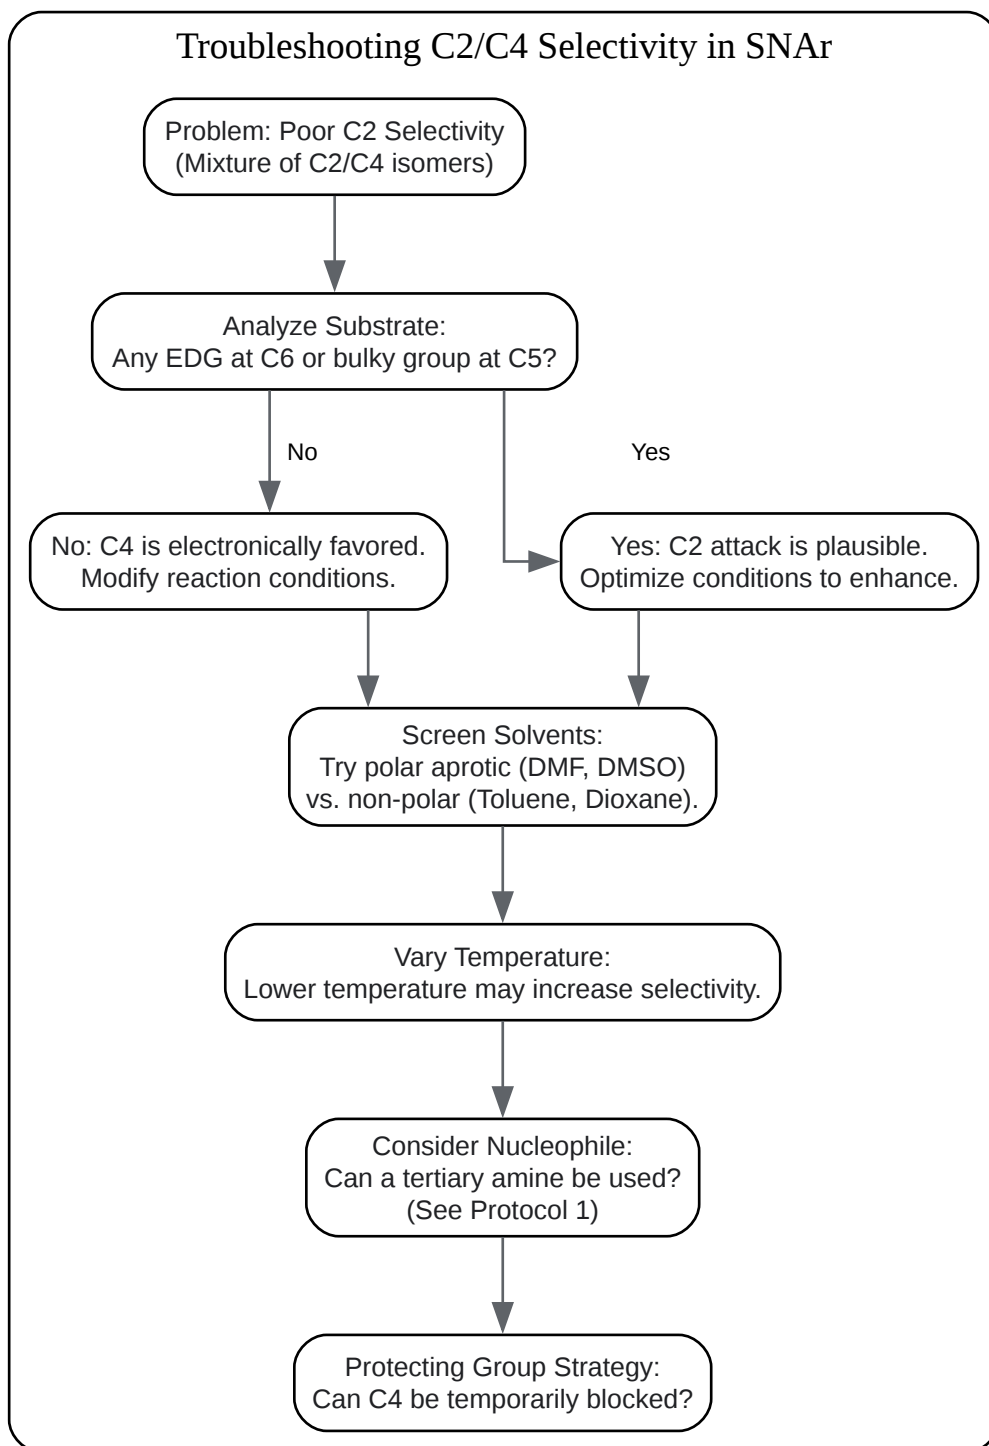 Troubleshooting C2/C4 Selectivity in SNAr
Problem: Poor C2 Selectivity
(Mixture of C2/C4 isomers)
Analyze Substrate:
Any EDG at C6 or bulky group at C5?
No
Yes
No: C4 is electronically favored.
Modify reaction conditions.
Yes: C2 attack is plausible.
Optimize conditions to enhance.
Screen Solvents:
Try polar aprotic (DMF, DMSO)
vs. non-polar (Toluene, Dioxane).
Vary Temperature:
Lower temperature may increase selectivity.
Consider Nucleophile:
Can a tertiary amine be used?
(See Protocol 1)
Protecting Group Strategy:
Can C4 be temporarily blocked?